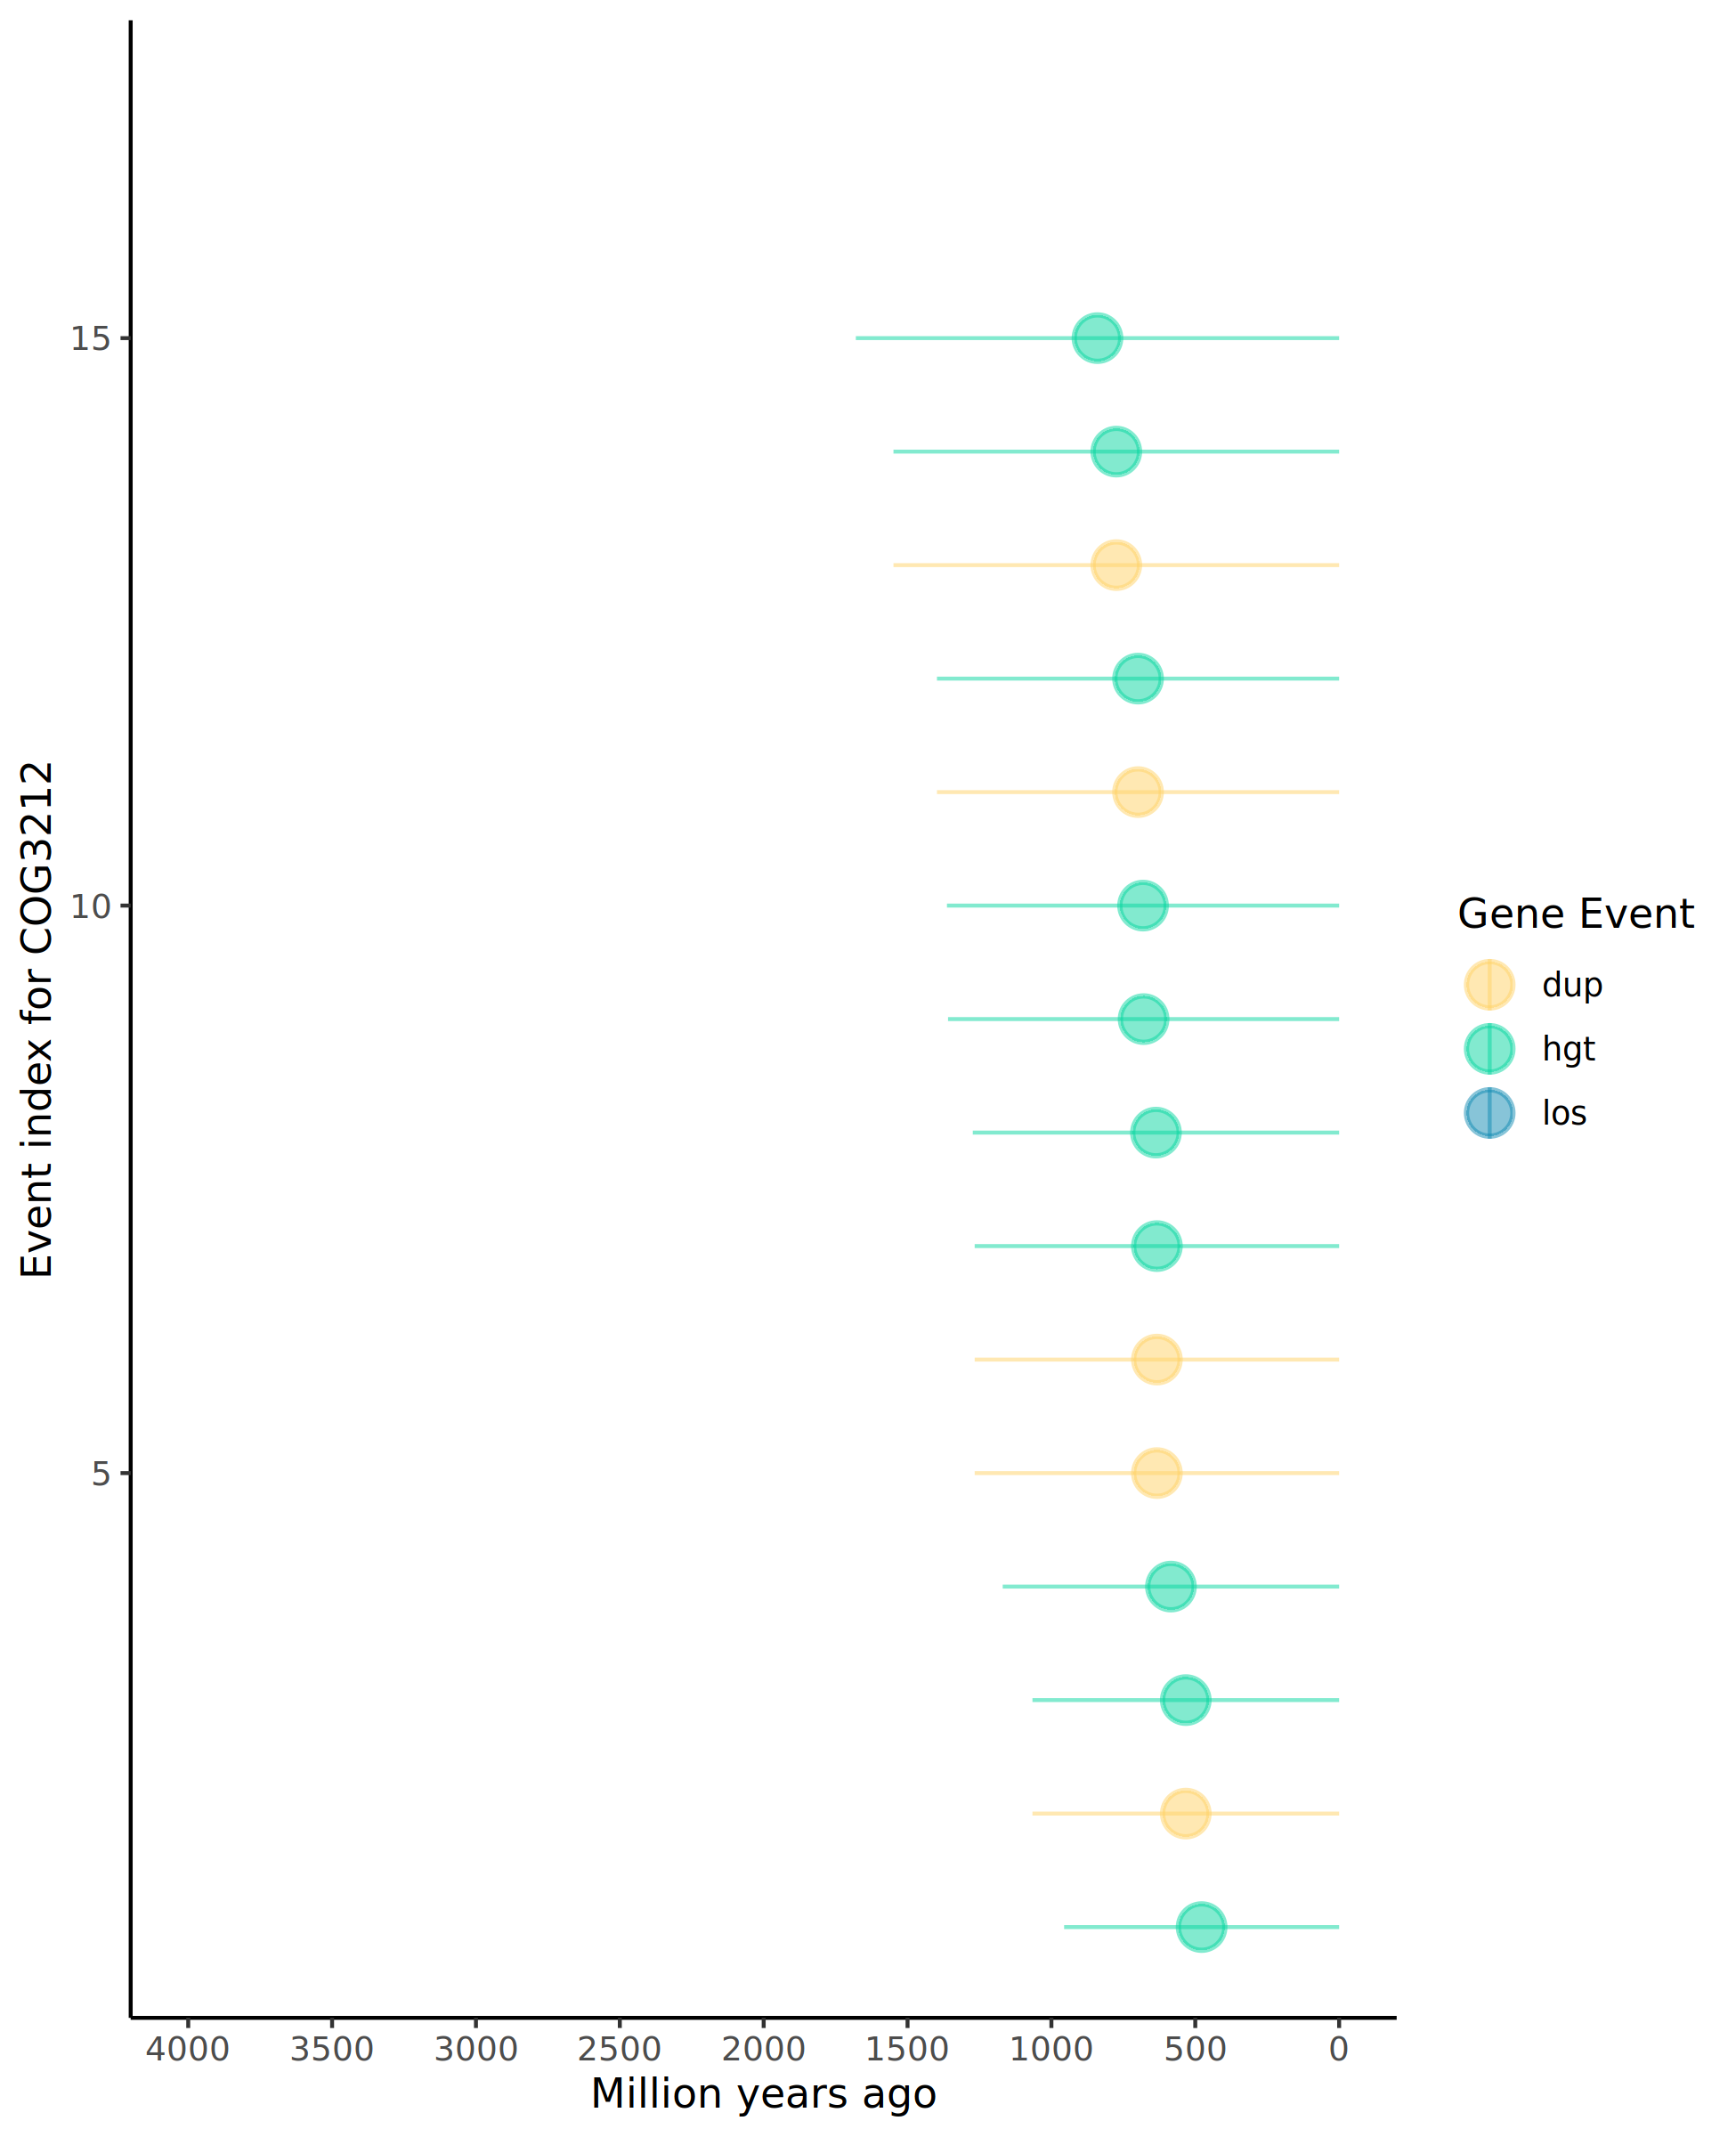 Event index for COG3212
15
10
5
4000 3500 3000 2500 2000 1500 1000 500 0
Million years ago
Gene Event
dup
hgt
los